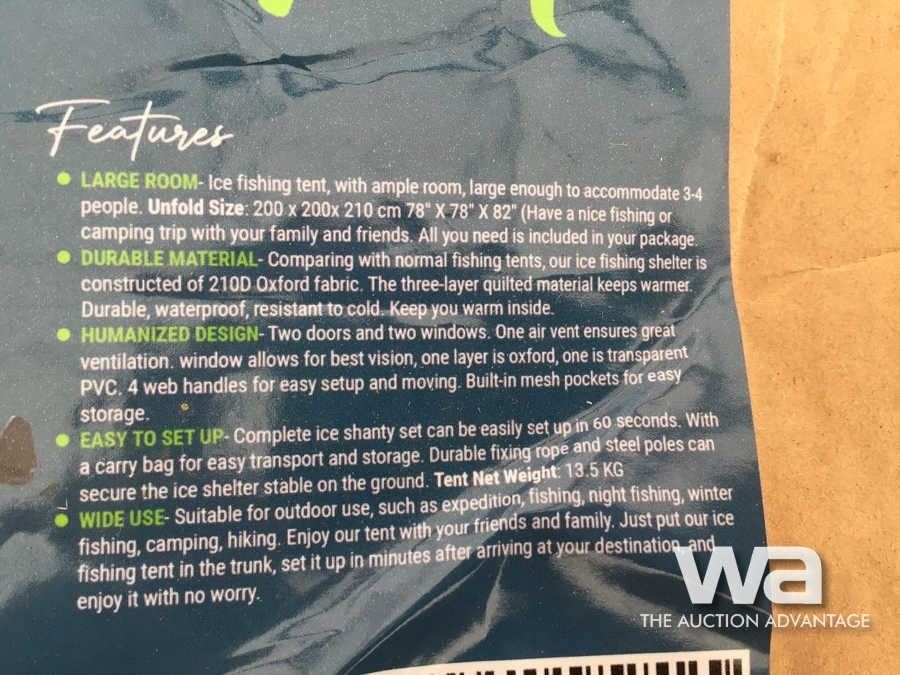 Features
LARGE ROOM- Ice fishing tent, with ample room, large enough to accommodate 3-4
people. Unfold Size: 200 x 200x 210 cm 78" X 78" X 82" (Have a nice fishing or
camping trip with your family and friends. All you need is included in your package.
DURABLE MATERIAL- Comparing with normal fishing tents, our ice fishing shelter is
constructed of 210D Oxford fabric. The three-layer quilted material keeps warmer.
Durable, waterproof, resistant to cold. Keep you warm inside.
HUMANIZED DESIGN- Two doors and two windows. One air vent ensures great
ventilation. window allows for best vision, one layer is oxford, one is transparent
PVC. 4 web handles for easy setup and moving. Built-in mesh pockets for easy
storage.
EASY TO SET UP- Complete ice shanty set can be easily set up in 60 seconds. With
a carry bag for easy transport and storage. Durable fixing rope and steel poles can
secure the ice shelter stable on the ground. Tent Net Weight: 13.5 KG
WIDE USE- Suitable for outdoor use, such as expedition, fishing, night fishing, winter
fishing, camping, hiking. Enjoy our tent with your friends and family. Just put our ice
fishing tent in the trunk, set it up in minutes after arriving at your destination and
enjoy it with no worry.
wa
THE AUCTION ADVANTAGE